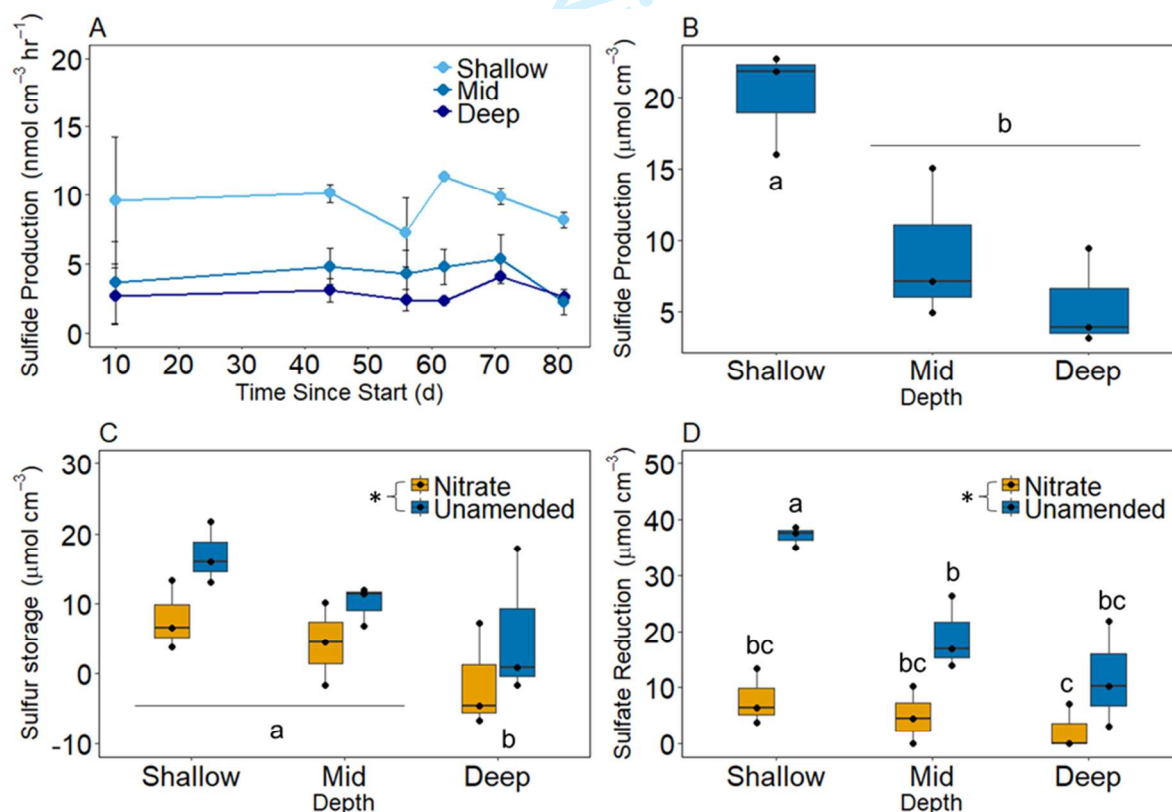 A
Sulfide Production (nmol cm⁻³ hr⁻¹)
20
15
10
5
0
Shallow
Mid
Deep
10 20 30 40 50 60 70 80
Time Since Start (d)
B
Sulfide Production (μmol cm⁻³)
20
15
10
5
a
b
Shallow Mid Deep
Depth
C
Sulfur storage (μmol cm⁻³)
30
20
10
0
-10
* Nitrate
Unamended
a
b
Shallow Mid Deep
Depth
D
Sulfate Reduction (μmol cm⁻³)
50
40
30
20
10
0
* Nitrate
Unamended
bc a bc b c bc
Shallow Mid Deep
Depth